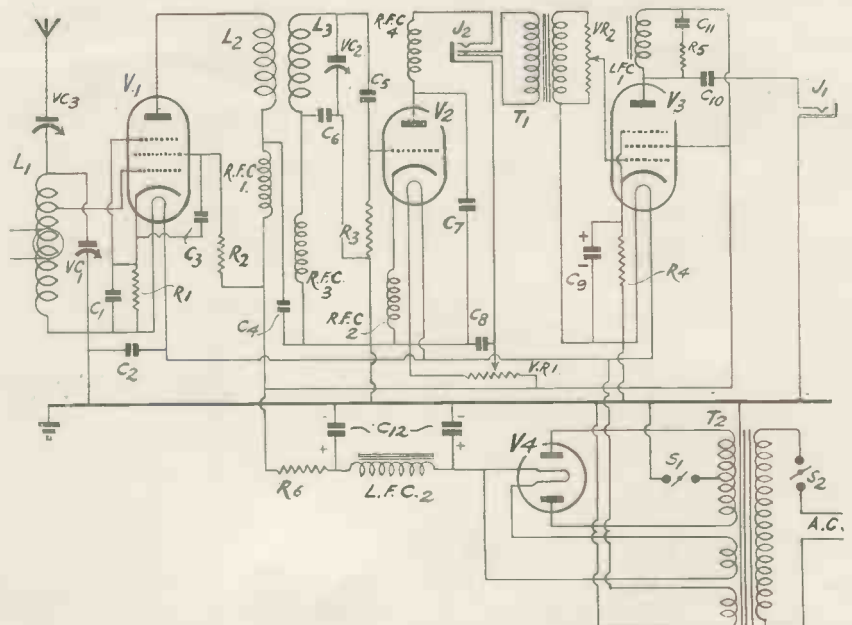 L2
R.F.C. 4
J2
L3
VC2
VR2
C11
R5
LFC 1
V.1
C5
C10
J1
VC3
C6
V2
T1
V3
L1
R.F.C. 1.
R3
C7
C3
R2
VC1
R.F.C. 3
C9
R4
C1
R1
C4
R.F.C 2
C8
C2
V.R1.
C12
V4
T2
S1
S2
R6
L.F.C.2
A.C.